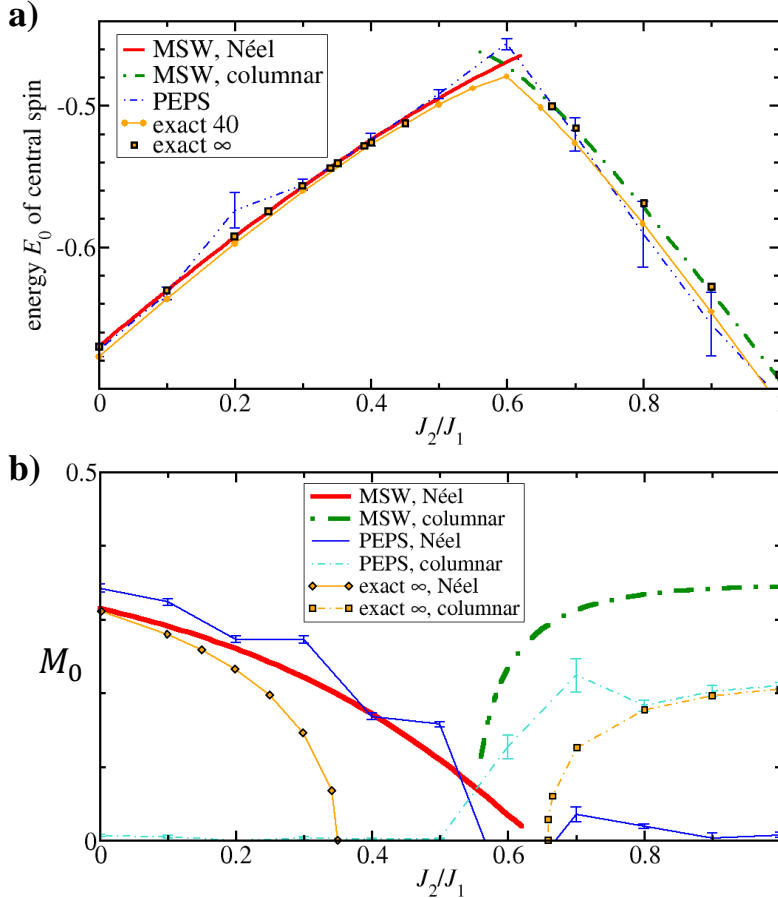 a)
MSW, Néel
MSW, columnar
PEPS
exact 40
exact ∞
energy E₀ of central spin
-0.5
-0.6
0 0.2 0.4 0.6 0.8 1
J₂/J₁
b)
0.5
MSW, Néel
MSW, columnar
PEPS, Néel
PEPS, columnar
exact ∞, Néel
exact ∞, columnar
M₀
0
0 0.2 0.4 0.6 0.8 1
J₂/J₁